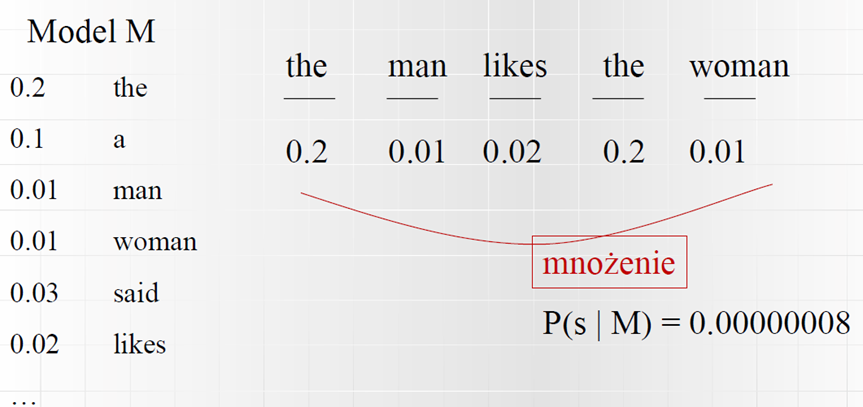 Model M
0.2 the
0.1 a
0.01 man
0.01 woman
0.03 said
0.02 likes
...
the man likes the woman
0.2 0.01 0.02 0.2 0.01
mnożenie
P(s | M) = 0.00000008